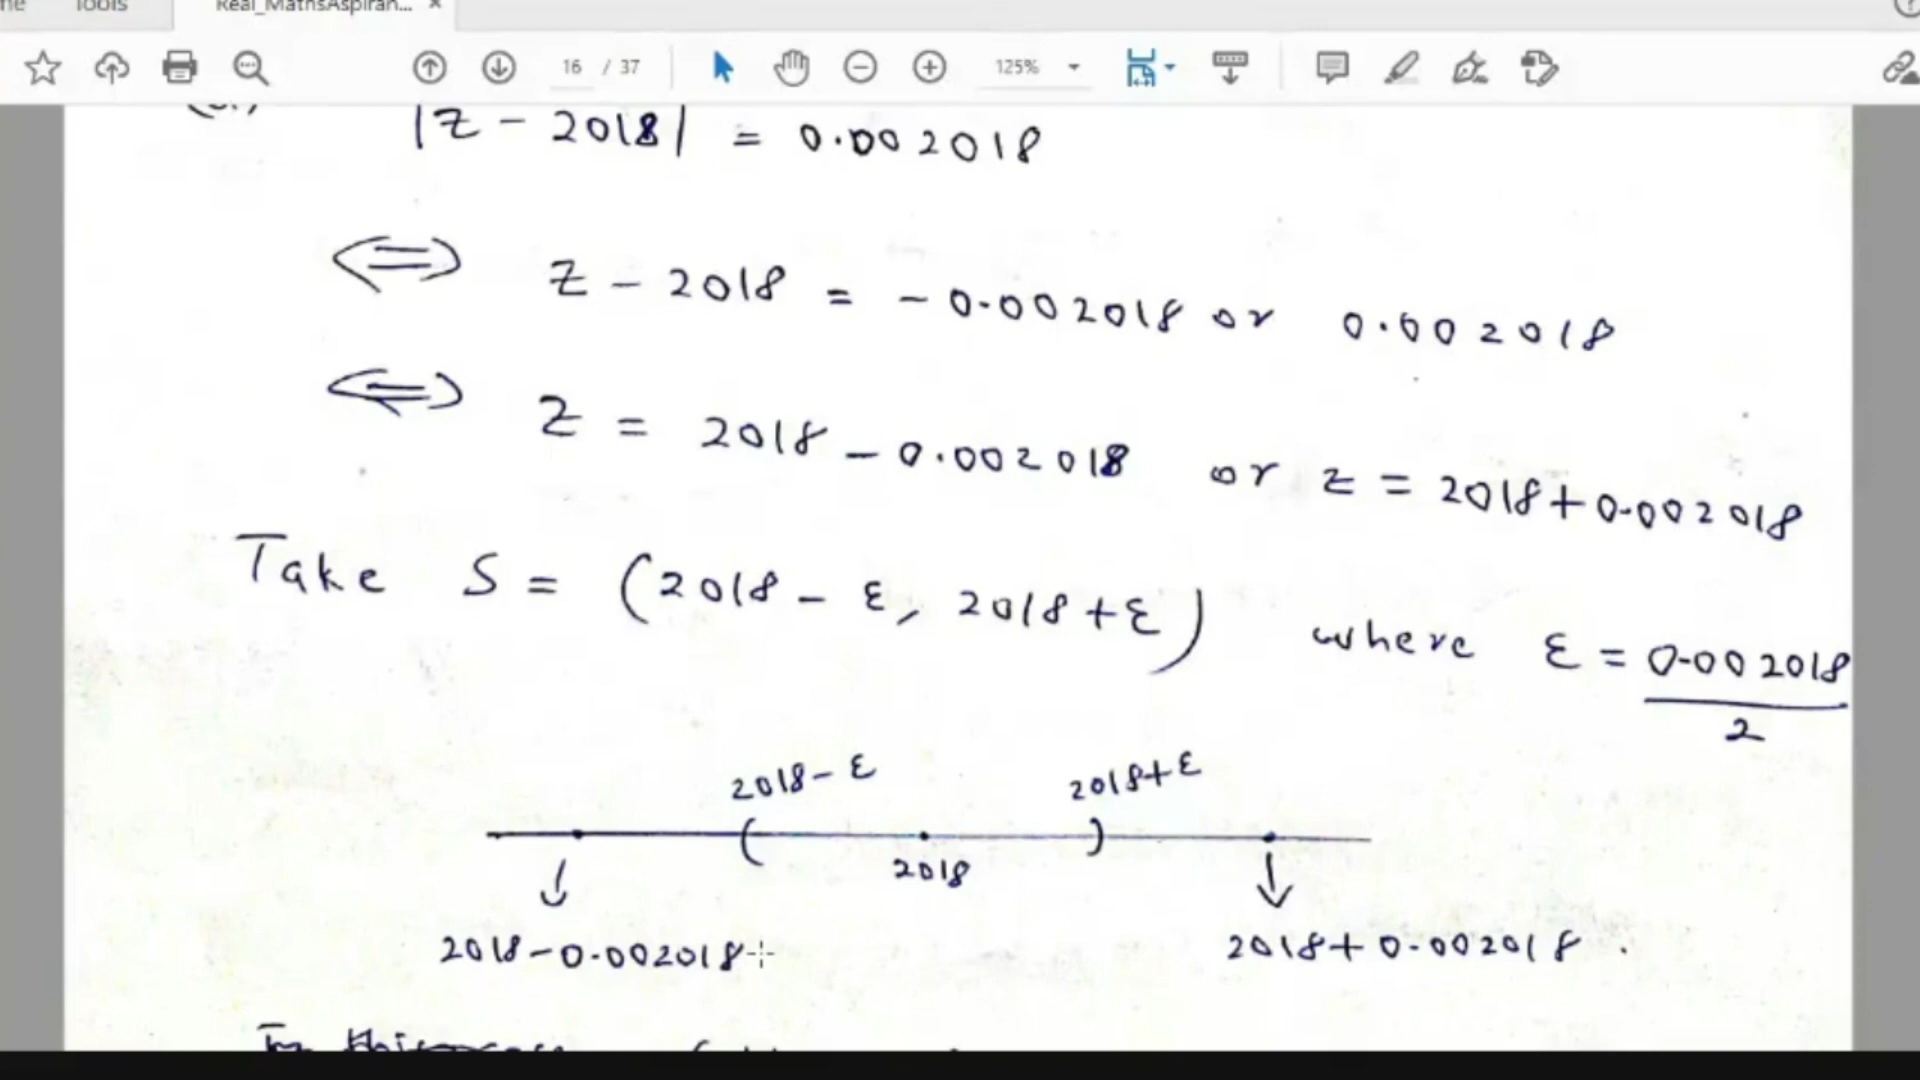 Tools Real_MathsAspiran... ×
16 / 37 125%
|Z - 2018| = 0.002018
⟺ Z - 2018 = -0.002018 or 0.002018
⟺ Z = 2018 - 0.002018 or z = 2018+0.002018
Take S = (2018 - ε, 2018+ε) where ε = 0.002018
2
2018-ε 2018+ε
( 2018 )
2018-0.002018 2018+0.002018.